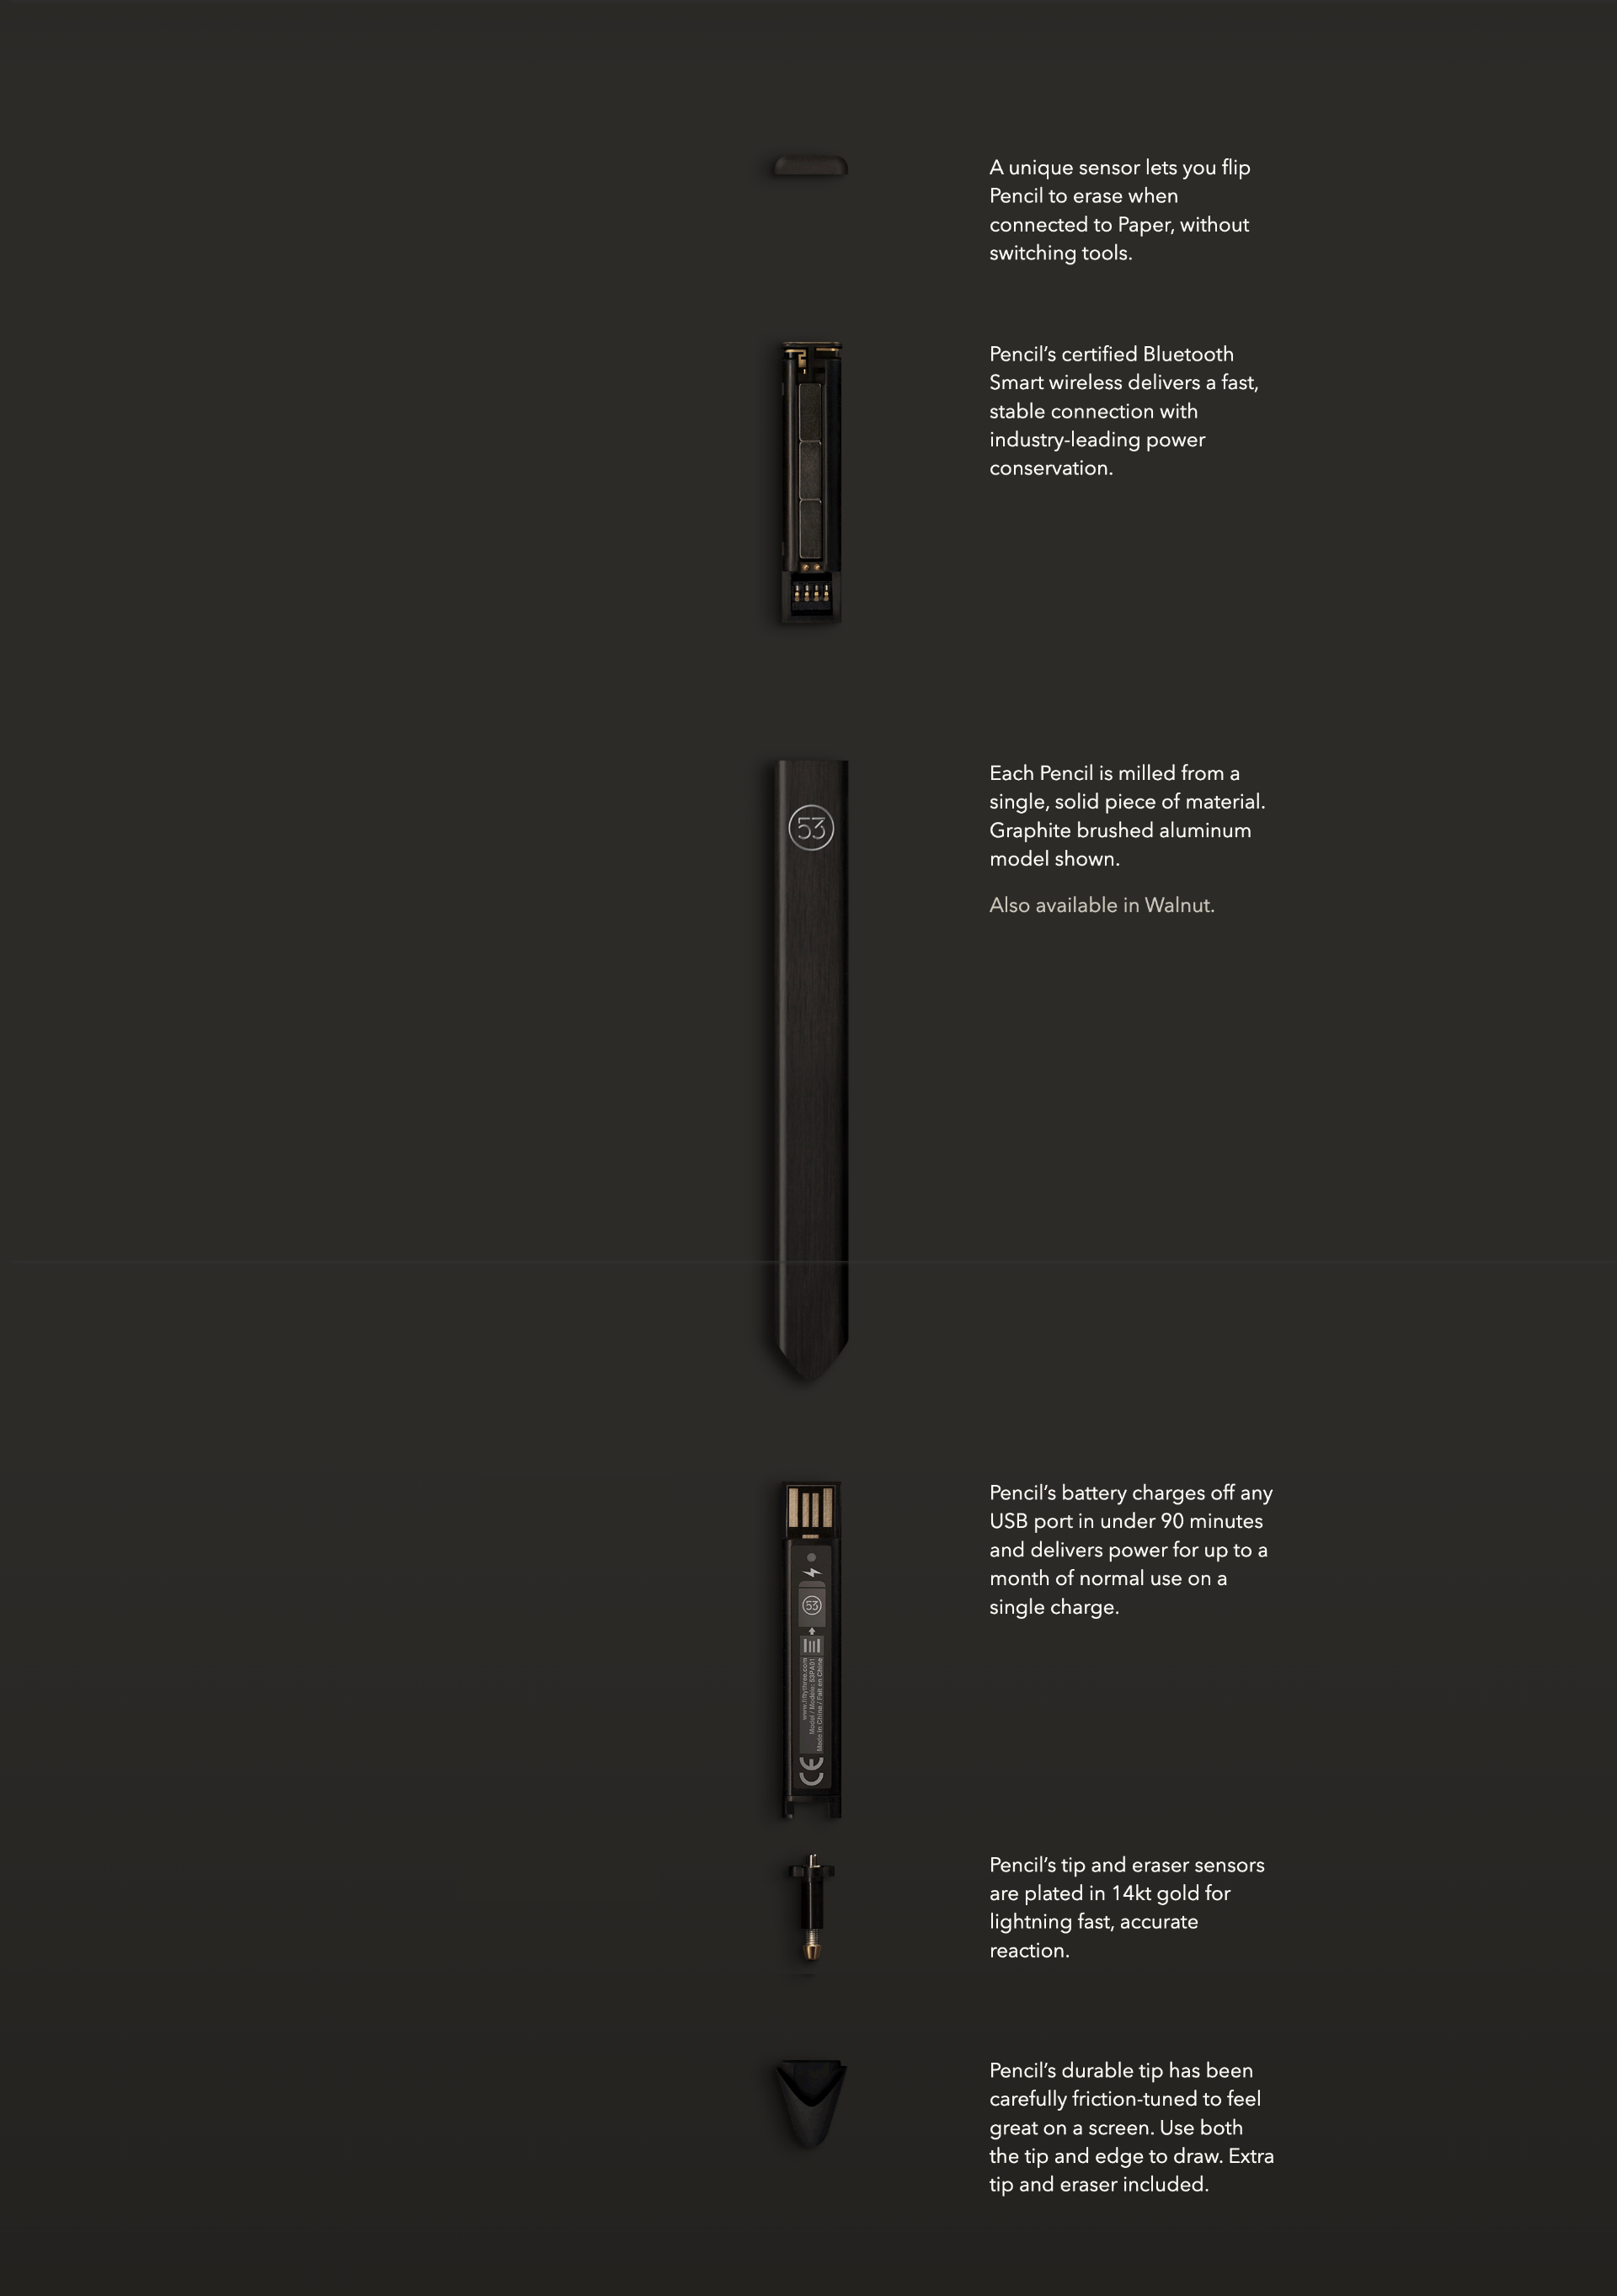 A unique sensor lets you flip
Pencil to erase when
connected to Paper, without
switching tools.
Pencil’s certified Bluetooth
Smart wireless delivers a fast,
stable connection with
industry-leading power
conservation.
53
Each Pencil is milled from a
single, solid piece of material.
Graphite brushed aluminum
model shown.
Also available in Walnut.
Pencil’s battery charges off any
USB port in under 90 minutes
and delivers power for up to a
month of normal use on a
single charge.
53
www.fiftythree.com
Model / Modèle: 53PA01
Made in China / Fait en Chine
CE
Pencil’s tip and eraser sensors
are plated in 14kt gold for
lightning fast, accurate
reaction.
Pencil’s durable tip has been
carefully friction-tuned to feel
great on a screen. Use both
the tip and edge to draw. Extra
tip and eraser included.